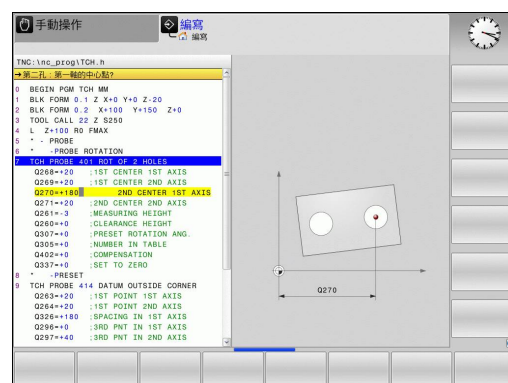 手動操作
編寫
編寫
TNC:\nc_prog\TCH.h
→第二孔：第一軸的中心點?
0 BEGIN PGM TCH MM
1 BLK FORM 0.1 Z X+0 Y+0 Z-20
2 BLK FORM 0.2 X+100 Y+150 Z+0
3 TOOL CALL 22 Z S250
4 L Z+100 R0 FMAX
5 * - PROBE
6 * -PROBE ROTATION
7 TCH PROBE 401 ROT OF 2 HOLES
Q268=+20 ;1ST CENTER 1ST AXIS
Q269=+20 ;1ST CENTER 2ND AXIS
Q270=+180 2ND CENTER 1ST AXIS
Q271=+20 ;2ND CENTER 2ND AXIS
Q261=-3 ;MEASURING HEIGHT
Q260=+0 ;CLEARANCE HEIGHT
Q307=+0 ;PRESET ROTATION ANG.
Q305=+0 ;NUMBER IN TABLE
Q402=+0 ;COMPENSATION
Q337=+0 ;SET TO ZERO
8 * -PRESET
9 TCH PROBE 414 DATUM OUTSIDE CORNER
Q263=+20 ;1ST POINT 1ST AXIS
Q264=+20 ;1ST POINT 2ND AXIS
Q326=+180 ;SPACING IN 1ST AXIS
Q296=+0 ;3RD PNT IN 1ST AXIS
Q297=+40 ;3RD PNT IN 2ND AXIS
Q270